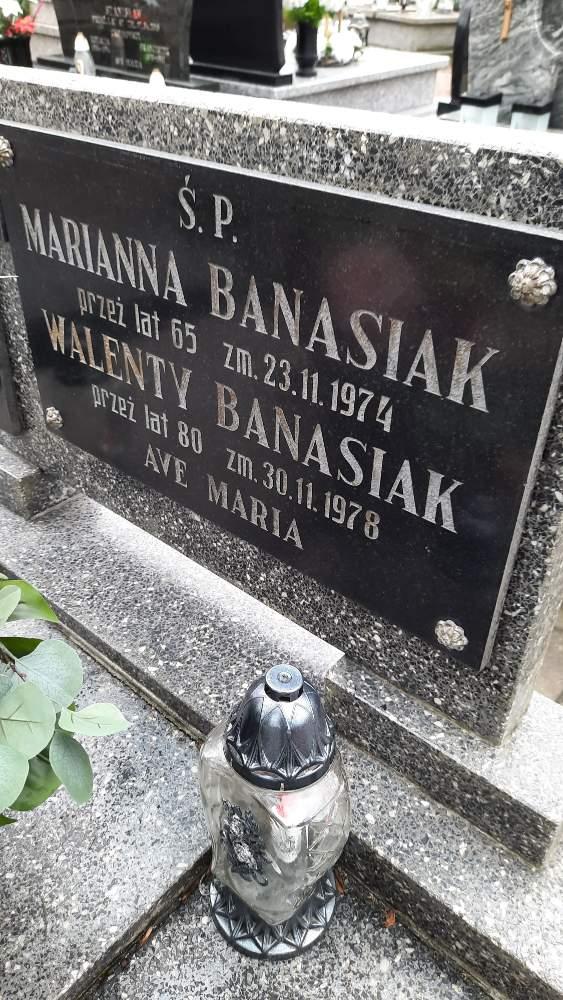 Ś. P.
MARIANNA BANASIAK
przeż lat 65 zm. 23.11.1974
WALENTY BANASIAK
przeż lat 80 zm. 30.11.1978
AVE MARIA